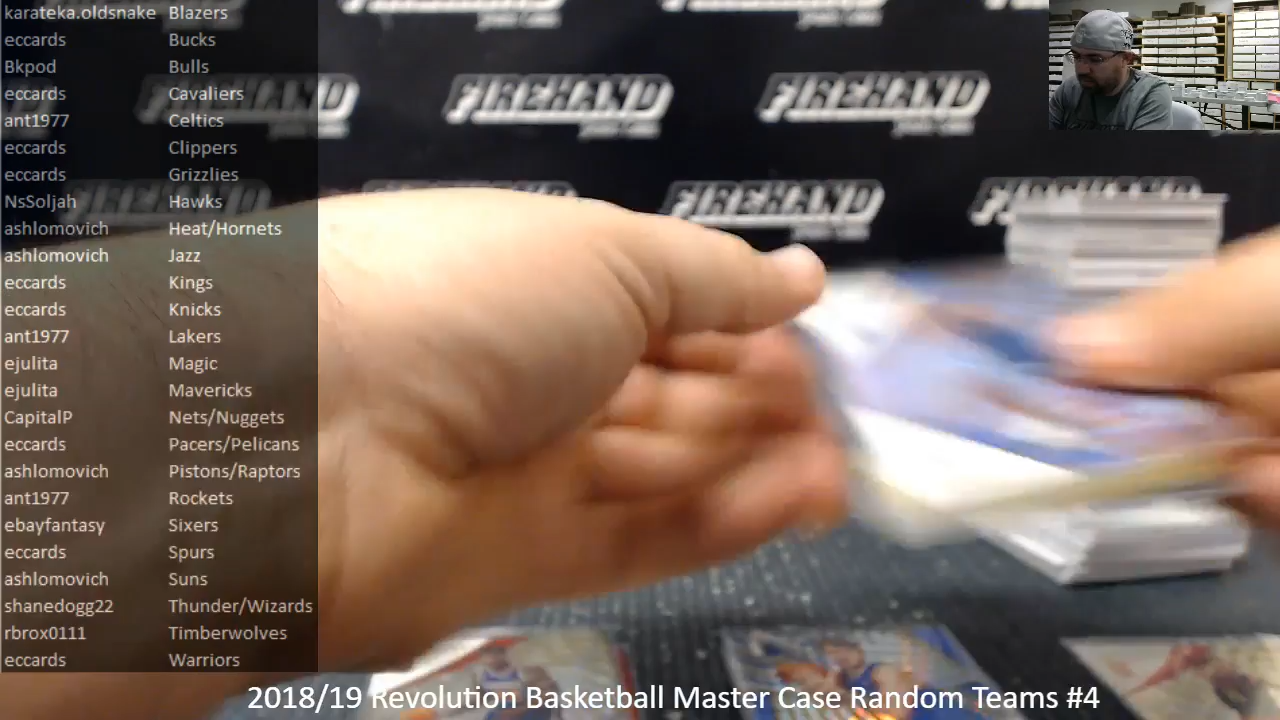 karateka.oldsnake Blazers
eccards Bucks
Bkpod Bulls
eccards Cavaliers
ant1977 Celtics
eccards Clippers
eccards Grizzlies
NsSoljah Hawks
ashlomovich Heat/Hornets
ashlomovich Jazz
eccards Kings
eccards Knicks
ant1977 Lakers
ejulita Magic
ejulita Mavericks
CapitalP Nets/Nuggets
eccards Pacers/Pelicans
ashlomovich Pistons/Raptors
ant1977 Rockets
ebayfantasy Sixers
eccards Spurs
ashlomovich Suns
shanedogg22 Thunder/Wizards
rbrox0111 Timberwolves
eccards Warriors
FIREHAND FIREHAND FIREHAND
FIREHAND FIREHAND FIREHAND
2018/19 Revolution Basketball Master Case Random Teams #4